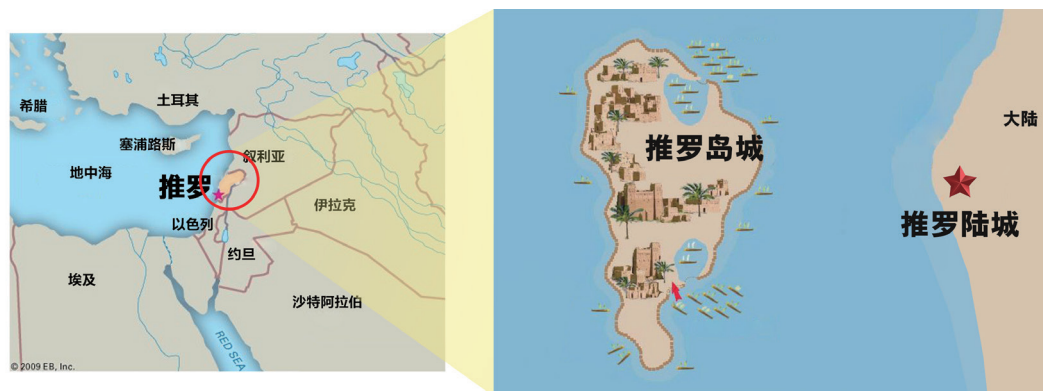 希腊
土耳其
塞浦路斯
叙利亚
地中海
推罗
伊拉克
以色列
约旦
埃及
沙特阿拉伯
RED SEA
© 2009 EB, Inc.
推罗岛城
大陆
推罗陆城